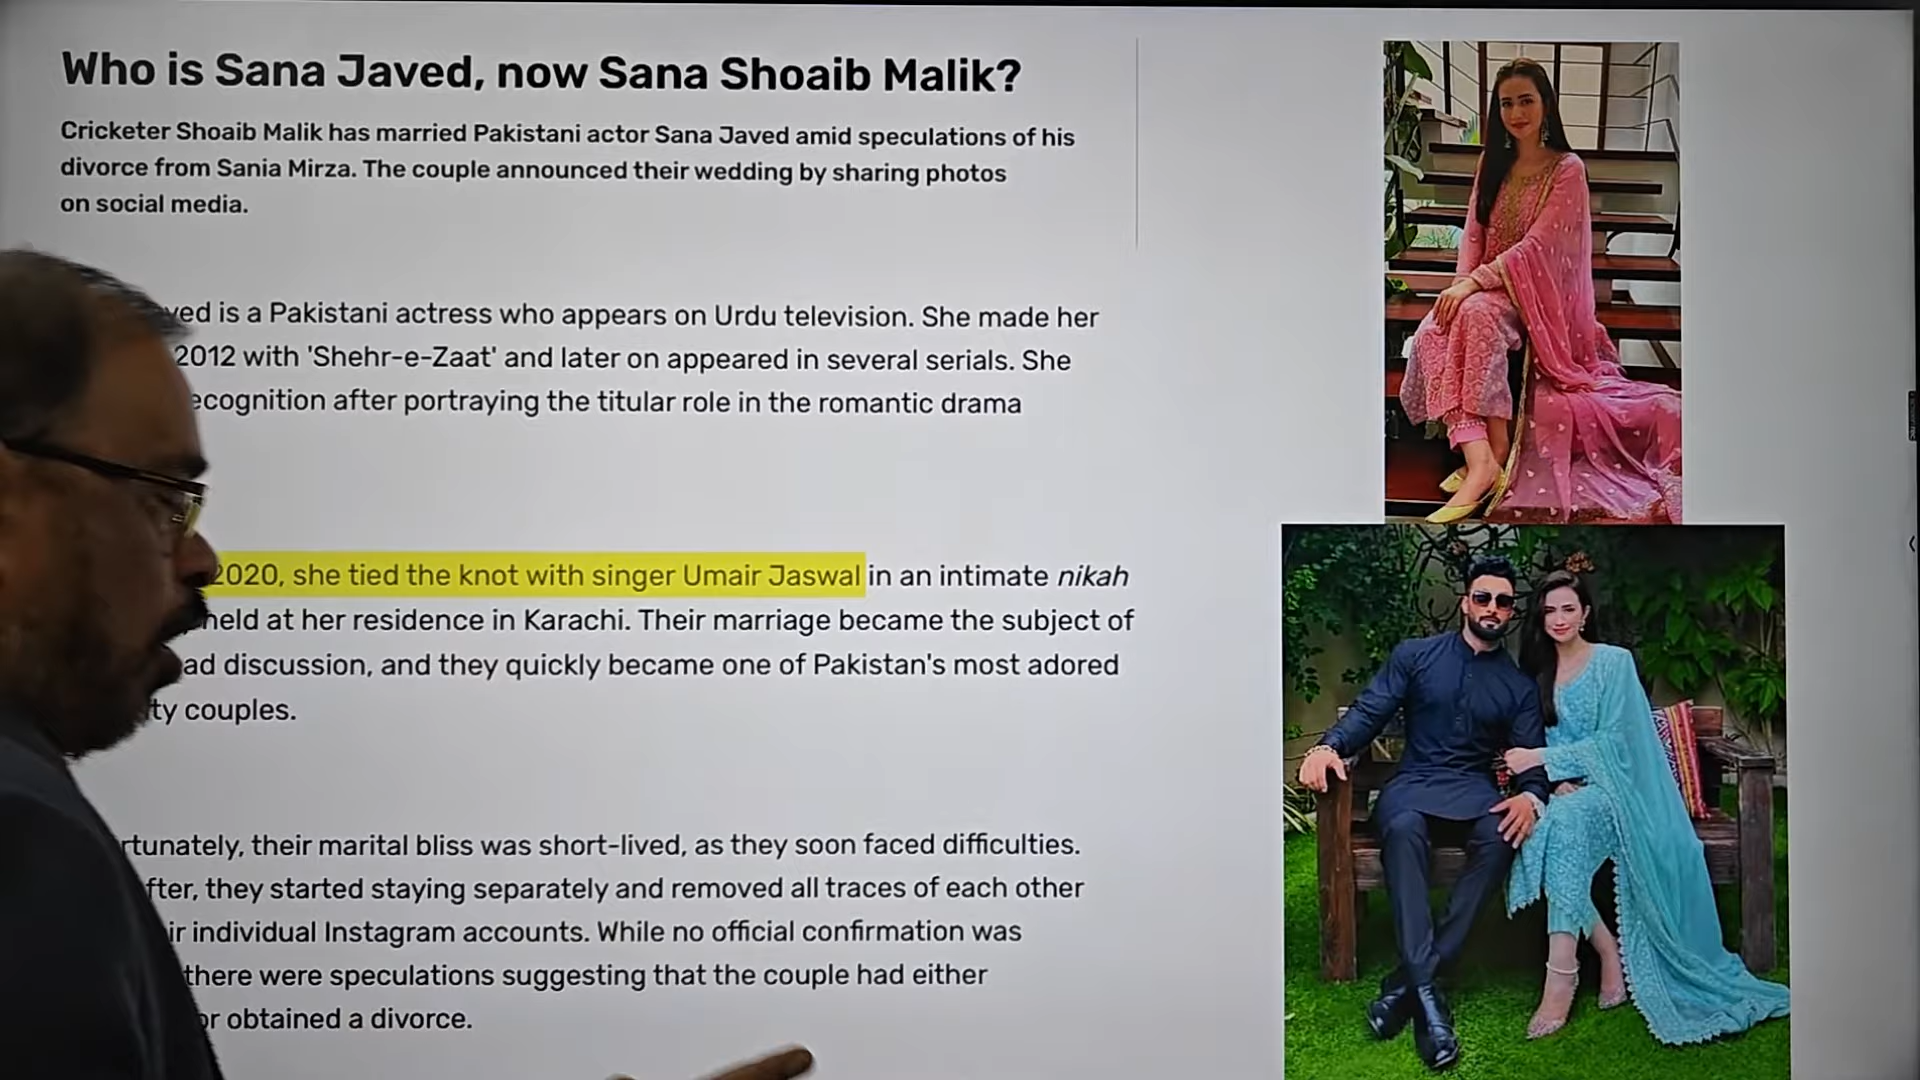 Who is Sana Javed, now Sana Shoaib Malik?
Cricketer Shoaib Malik has married Pakistani actor Sana Javed amid speculations of his
divorce from Sania Mirza. The couple announced their wedding by sharing photos
on social media.
is a Pakistani actress who appears on Urdu television. She made her
2012 with 'Shehr-e-Zaat' and later on appeared in several serials. She
ecognition after portraying the titular role in the romantic drama
2020, she tied the knot with singer Umair Jaswal in an intimate nikah
held at her residence in Karachi. Their marriage became the subject of
ad discussion, and they quickly became one of Pakistan's most adored
ty couples.
rtunately, their marital bliss was short-lived, as they soon faced difficulties.
fter, they started staying separately and removed all traces of each other
ir individual Instagram accounts. While no official confirmation was
there were speculations suggesting that the couple had either
or obtained a divorce.